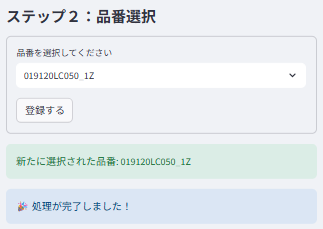 ステップ２：品番選択
品番を選択してください
019120LC050_1Z
登録する
新たに選択された品番: 019120LC050_1Z
🎉 処理が完了しました！